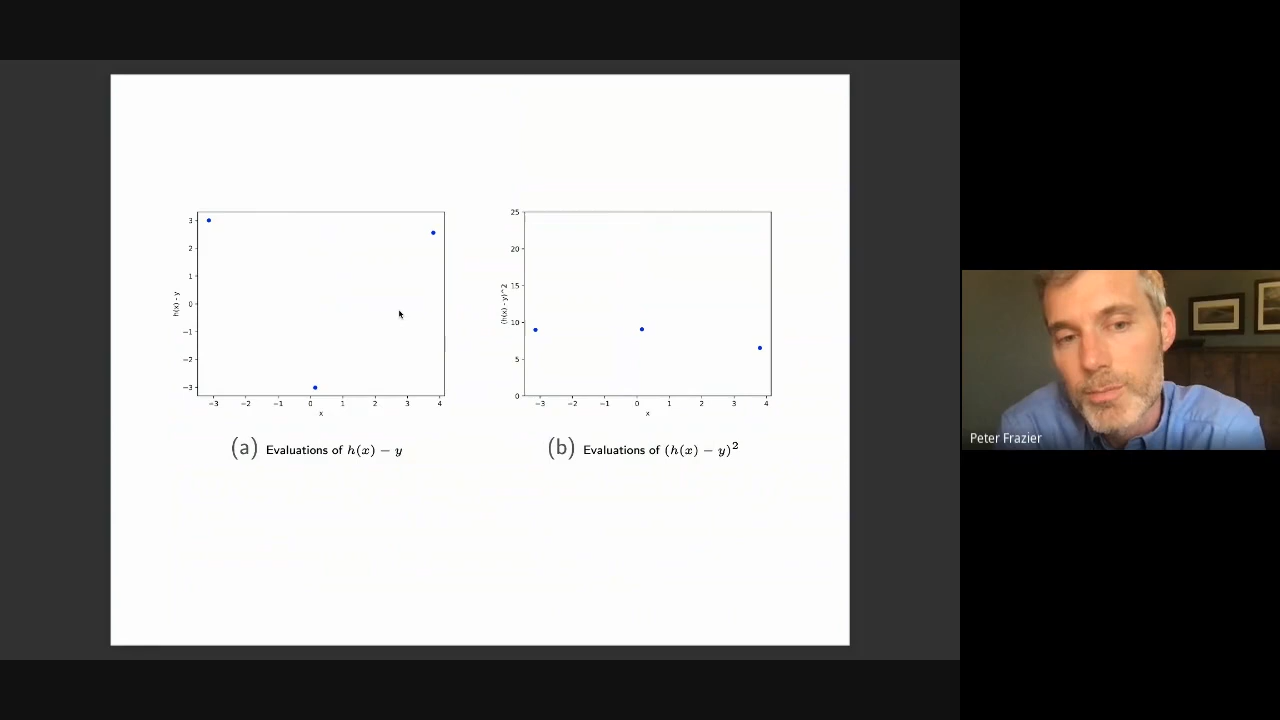 3
2
1
0
−1
−2
−3
h(x) - y
−3 −2 −1 0 1 2 3 4
x
(a) Evaluations of h(x) − y
25
20
15
10
5
0
(h(x) - y)^2
−3 −2 −1 0 1 2 3 4
x
(b) Evaluations of (h(x) − y)²
Peter Frazier